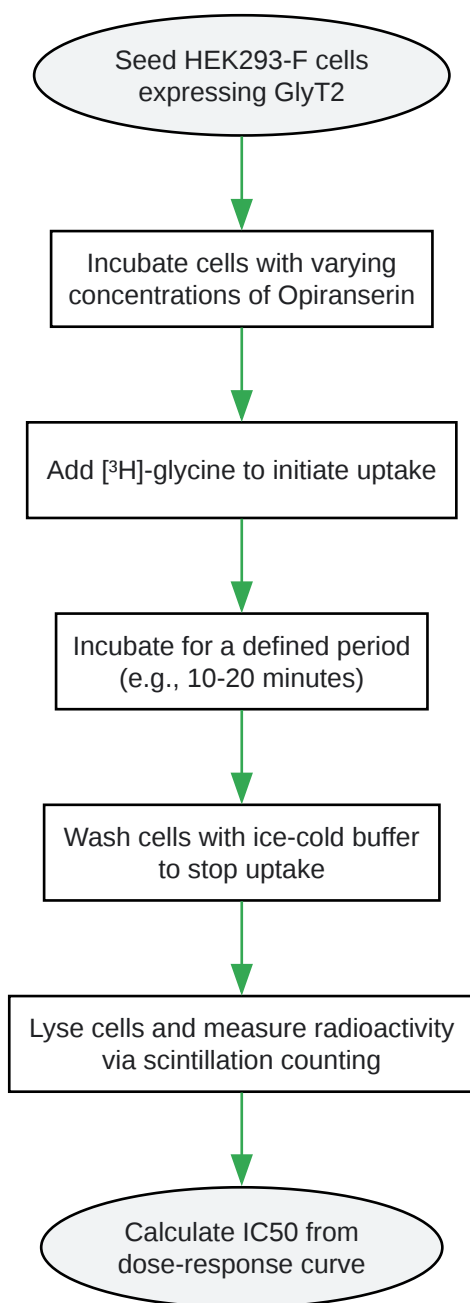 Seed HEK293-F cells
expressing GlyT2
Incubate cells with varying
concentrations of Opiranserin
Add [³H]-glycine to initiate uptake
Incubate for a defined period
(e.g., 10-20 minutes)
Wash cells with ice-cold buffer
to stop uptake
Lyse cells and measure radioactivity
via scintillation counting
Calculate IC50 from
dose-response curve